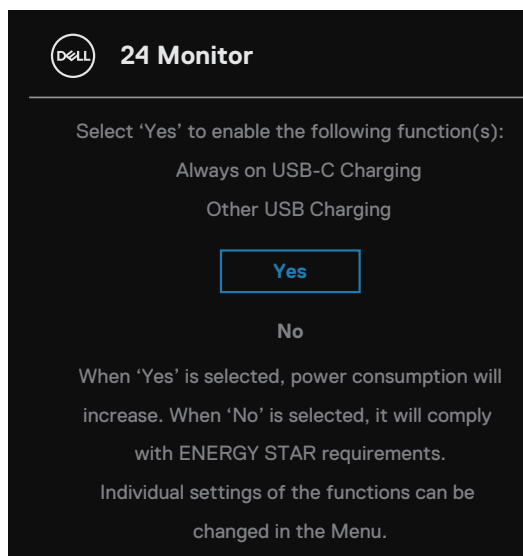 DELL
24 Monitor
Select ‘Yes’ to enable the following function(s):
Always on USB-C Charging
Other USB Charging
Yes
No
When ‘Yes’ is selected, power consumption will
increase. When ‘No’ is selected, it will comply
with ENERGY STAR requirements.
Individual settings of the functions can be
changed in the Menu.